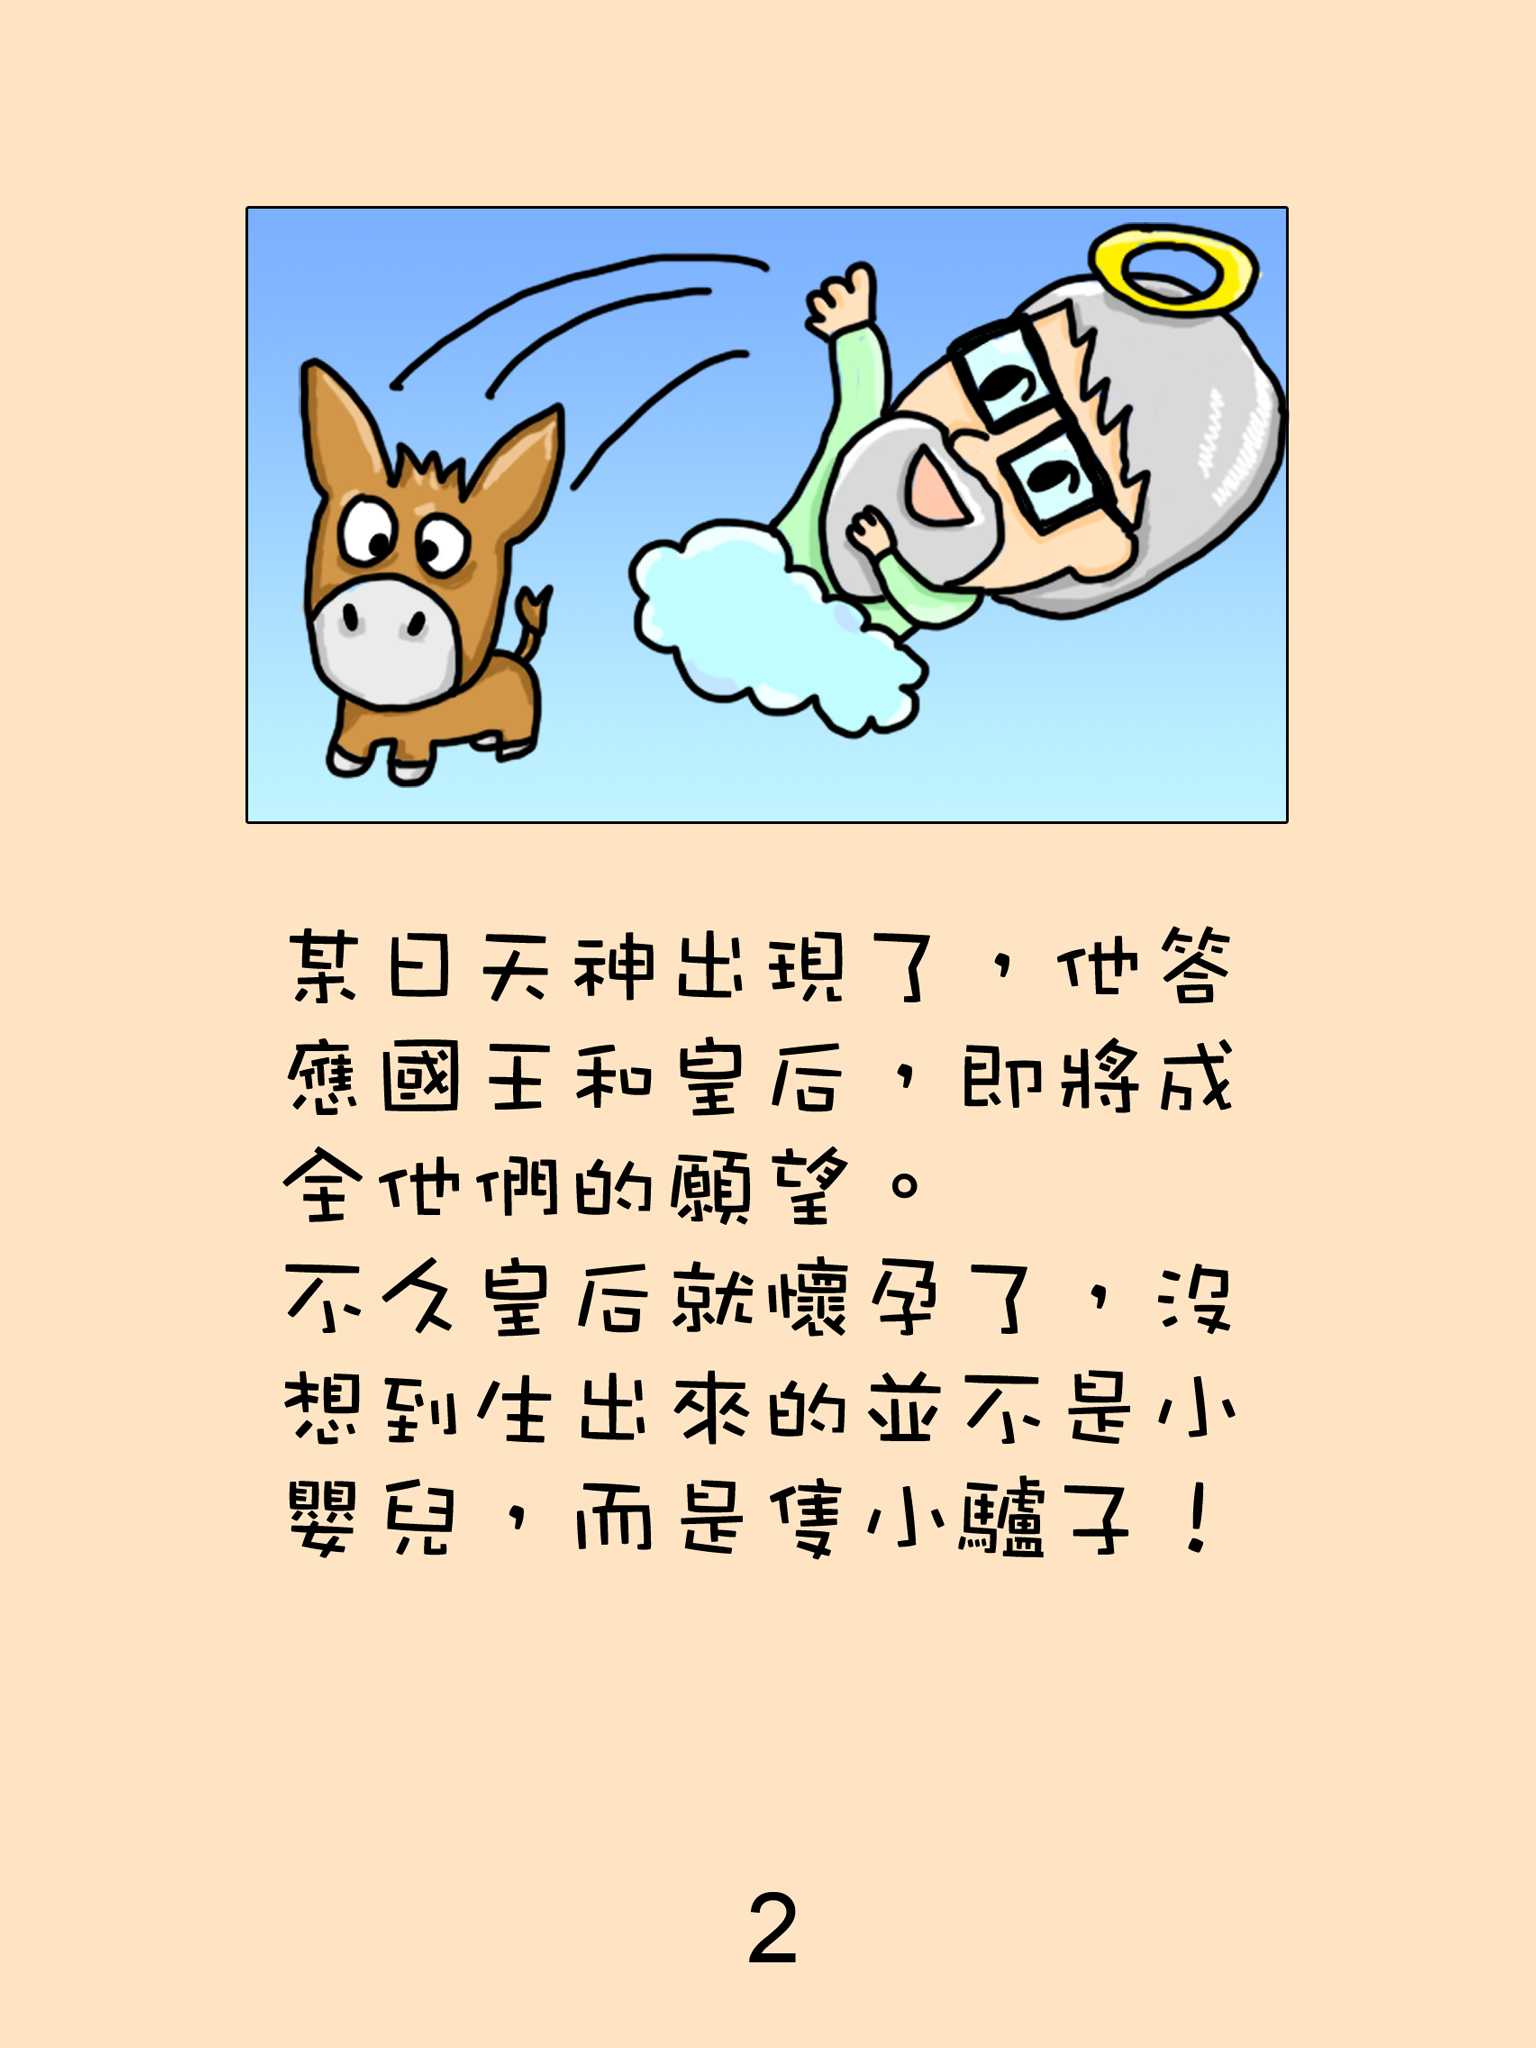 某日天神出現了，他答
應國王和皇后，即將成
全他們的願望。
不久皇后就懷孕了，沒
想到生出來的並不是小
嬰兒，而是隻小驢子！
2